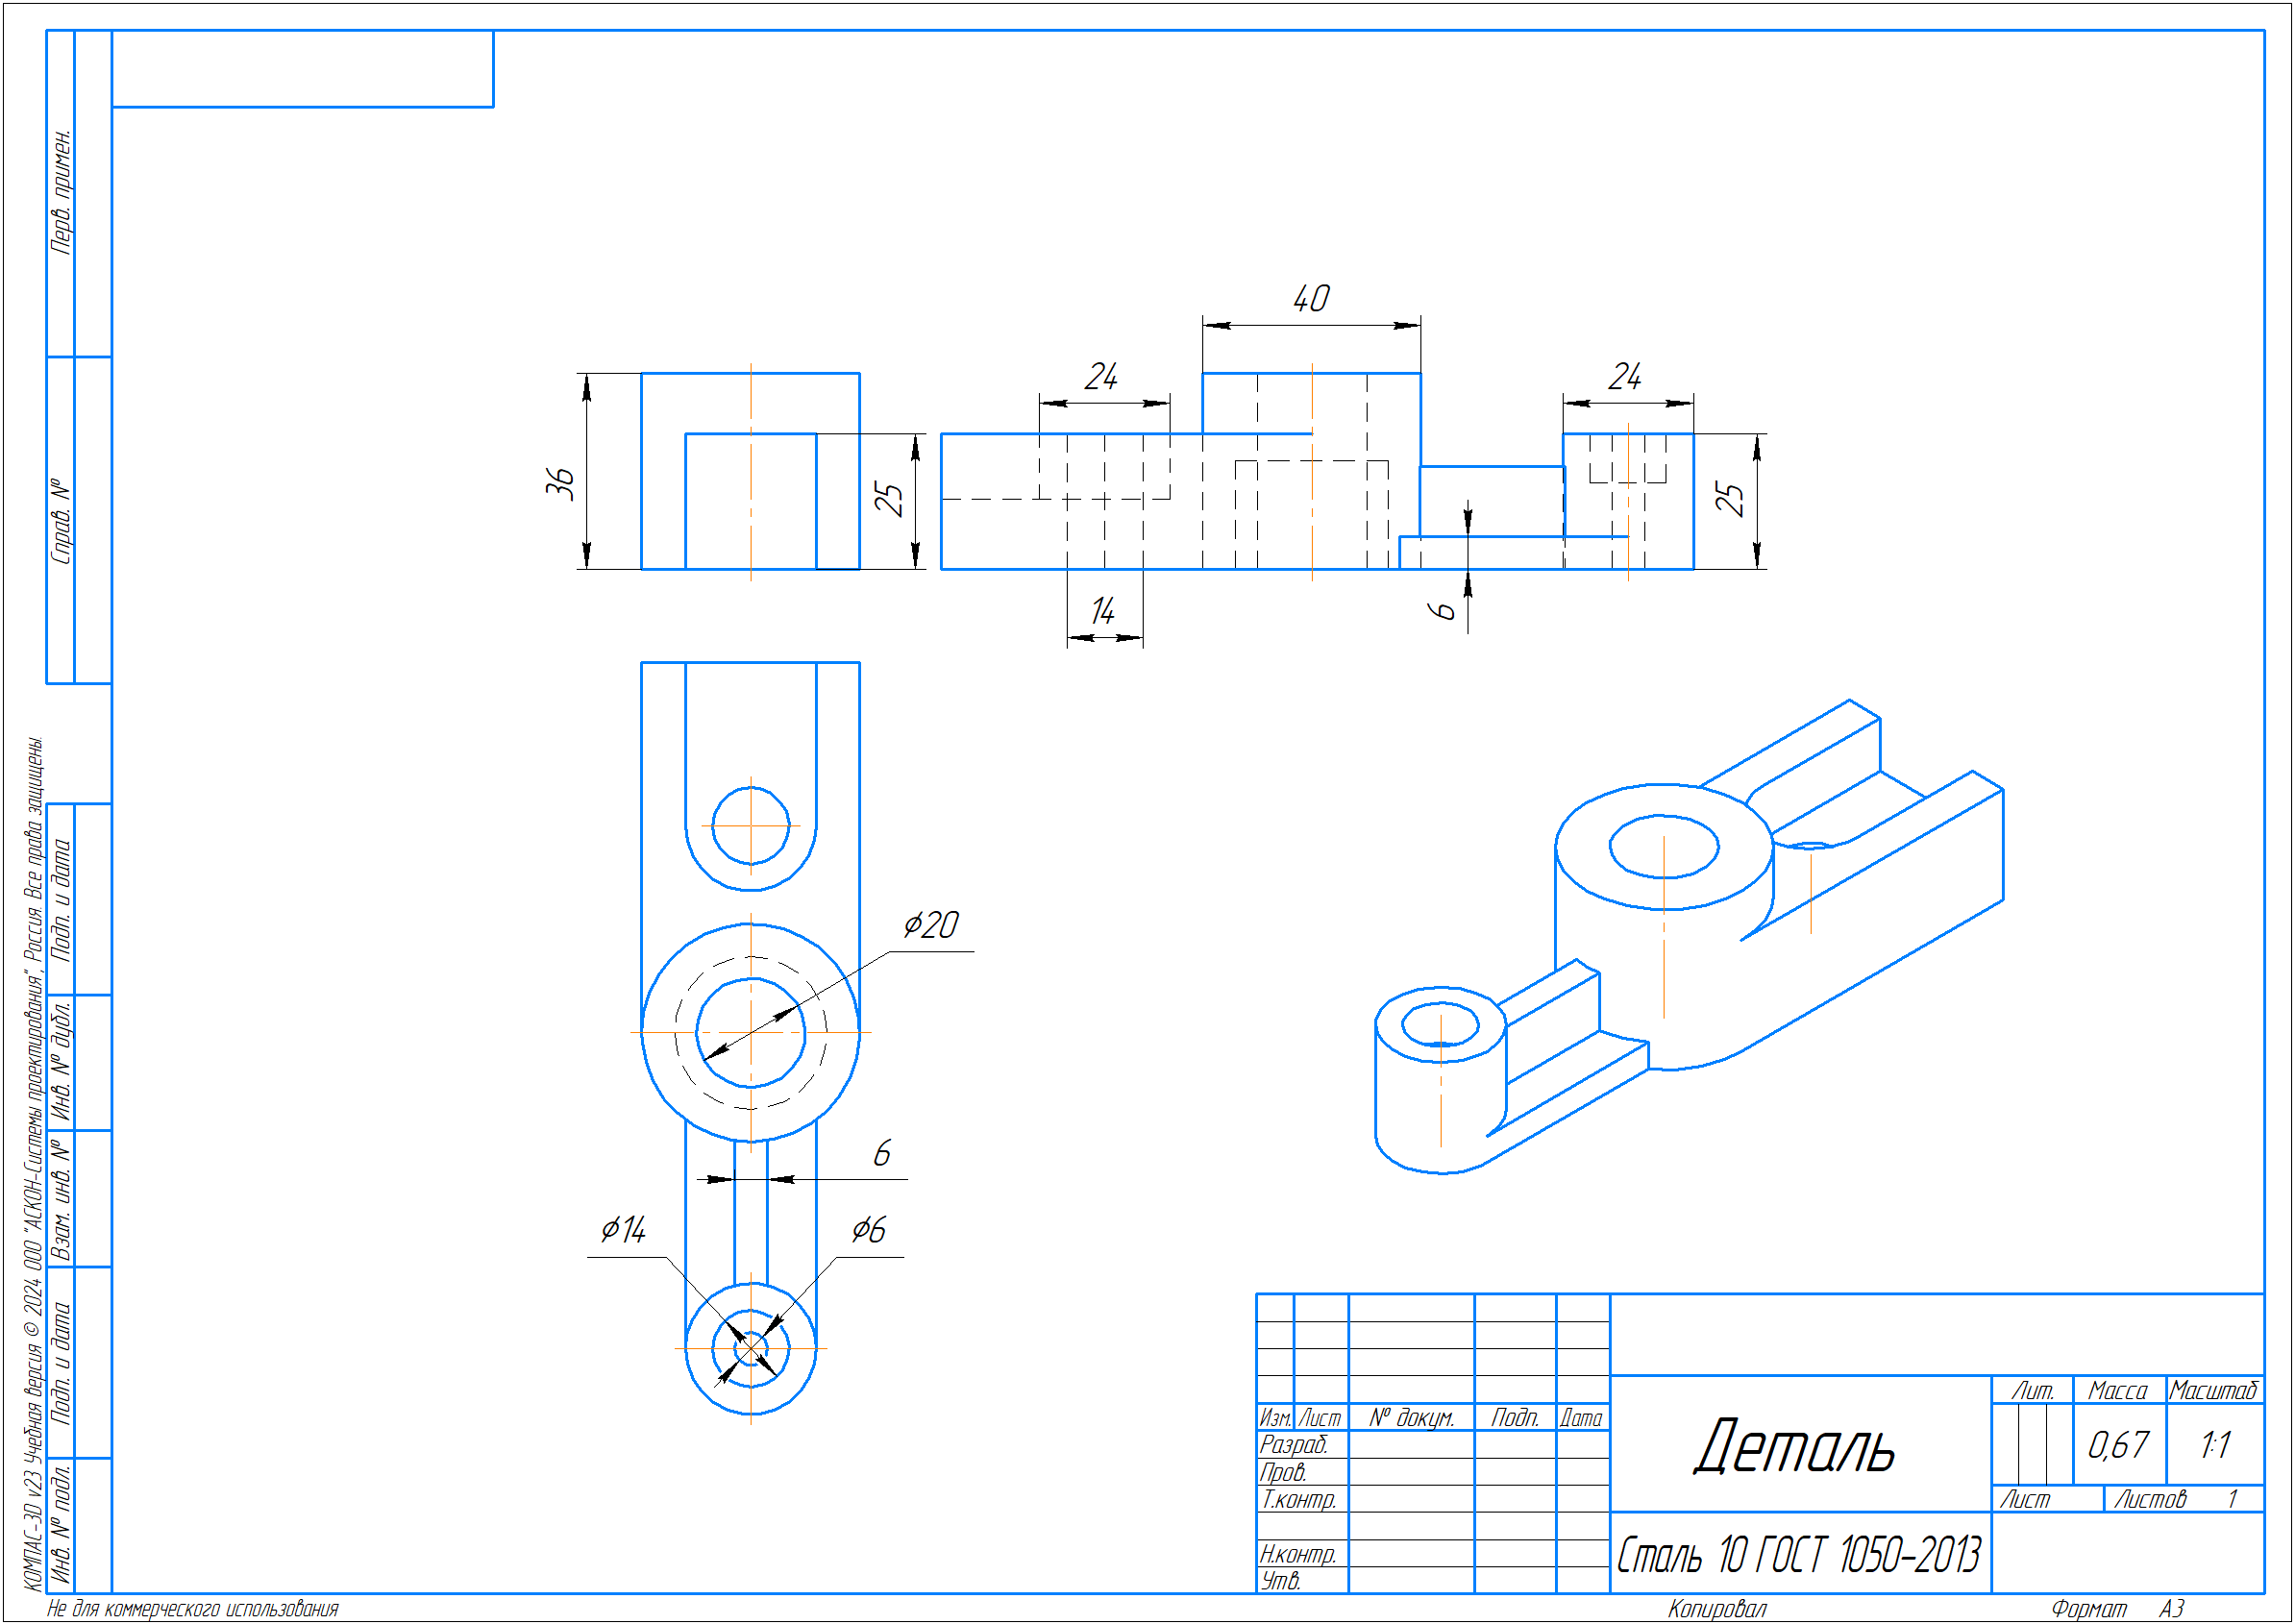 Перв. примен.
Справ. №
Подп. и дата
Инв. № дубл.
Взам. инв. №
Подп. и дата
Инв. № подл.
КОМПАС-3D v23 Учебная версия © 2024 ООО "АСКОН-Системы проектирования", Россия. Все права защищены.
Не для коммерческого использования
40
24
24
36
25
25
14
6
⌀20
6
⌀14
⌀6
Изм. Лист № докум. Подп. Дата
Разраб.
Пров.
Т.контр.
Н.контр.
Утв.
Деталь
Сталь 10 ГОСТ 1050-2013
Лит. Масса Масштаб
0,67 1:1
Лист Листов 1
Копировал Формат А3